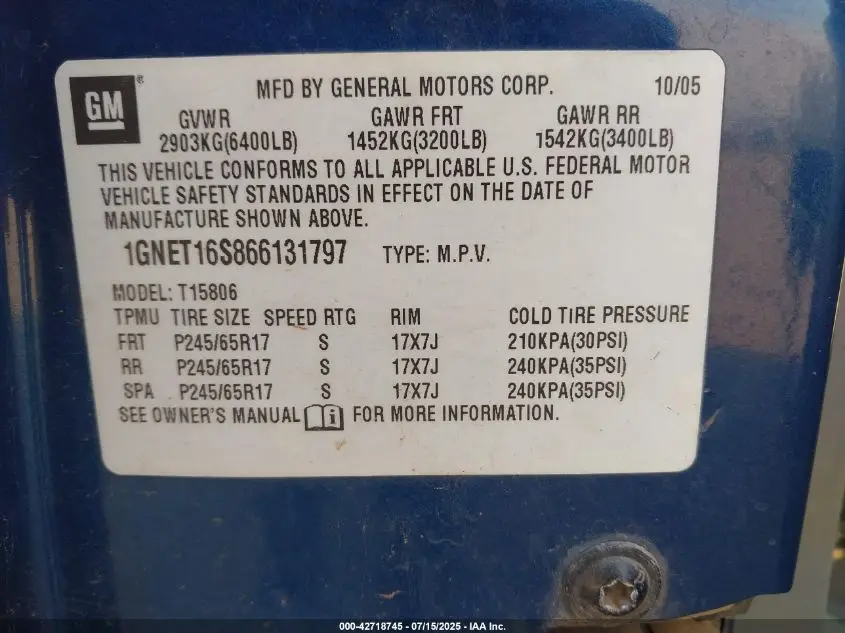 GM ®
MFD BY GENERAL MOTORS CORP. 10/05
GVWR GAWR FRT GAWR RR
2903KG(6400LB) 1452KG(3200LB) 1542KG(3400LB)
THIS VEHICLE CONFORMS TO ALL APPLICABLE U.S. FEDERAL MOTOR
VEHICLE SAFETY STANDARDS IN EFFECT ON THE DATE OF
MANUFACTURE SHOWN ABOVE.
1GNET16S866131797 TYPE: M.P.V.
MODEL: T15806
TPMU TIRE SIZE SPEED RTG RIM COLD TIRE PRESSURE
FRT P245/65R17 S 17X7J 210KPA(30PSI)
RR P245/65R17 S 17X7J 240KPA(35PSI)
SPA P245/65R17 S 17X7J 240KPA(35PSI)
SEE OWNER'S MANUAL i FOR MORE INFORMATION.
000-42718745 - 07/15/2025 - IAA Inc.